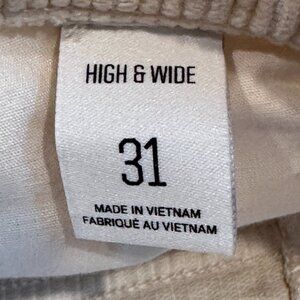 HIGH & WIDE
31
MADE IN VIETNAM
FABRIQUÉ AU VIETNAM